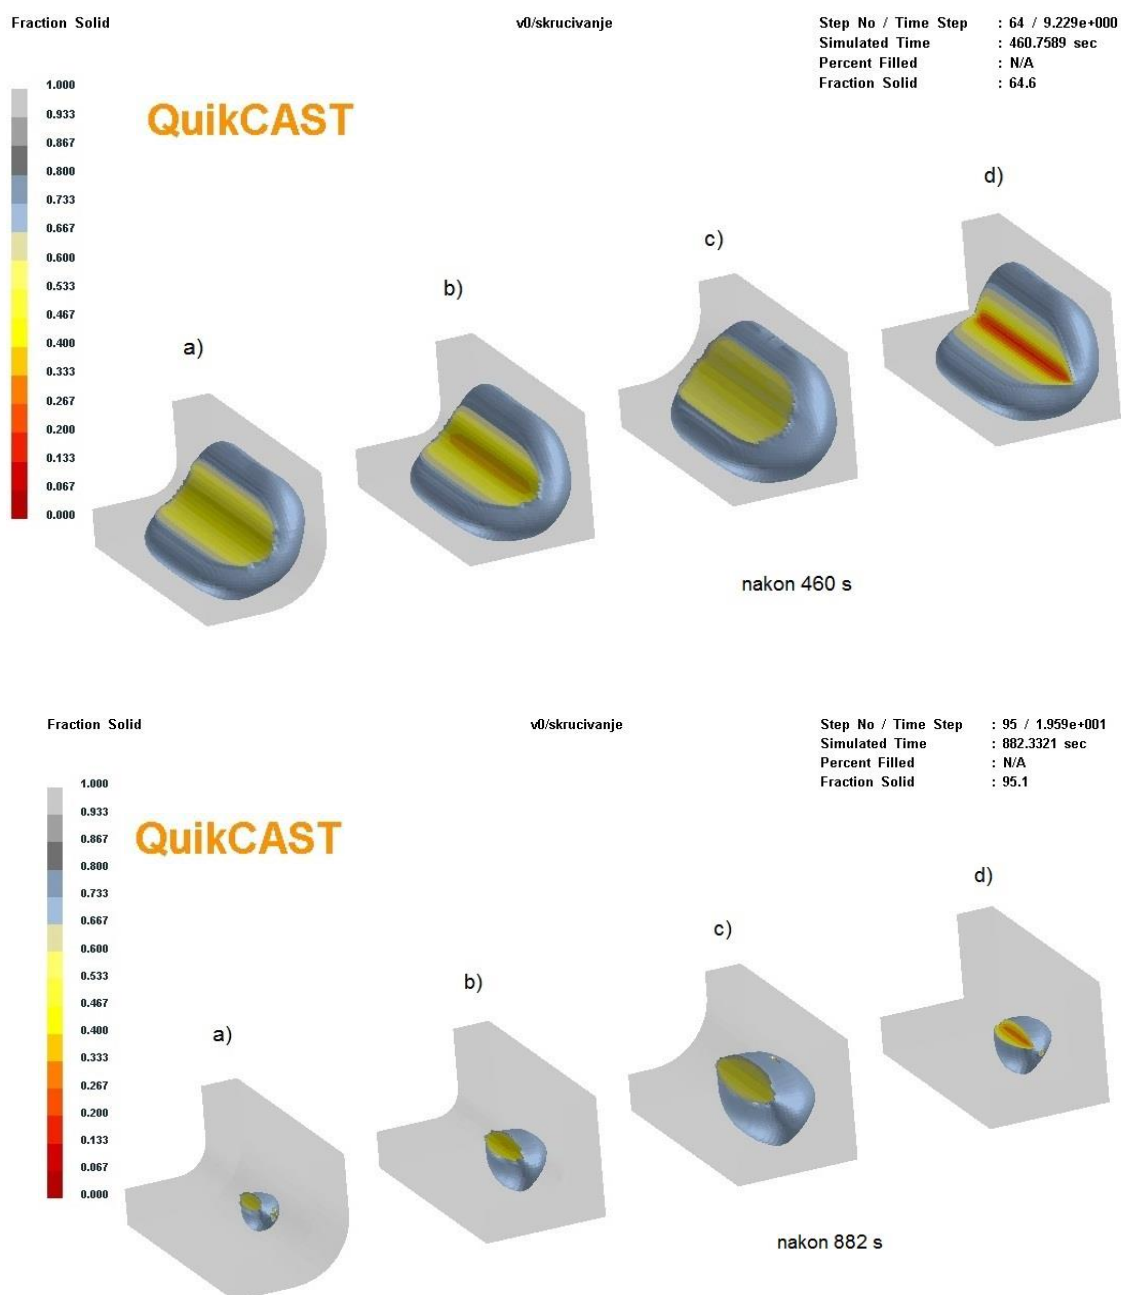 Fraction Solid
v0/skrucivanje
Step No / Time Step : 64 / 9.229e+000
Simulated Time : 460.7589 sec
Percent Filled : N/A
Fraction Solid : 64.6
1.000
0.933
0.867
0.800
0.733
0.667
0.600
0.533
0.467
0.400
0.333
0.267
0.200
0.133
0.067
0.000
QuikCAST
d)
c)
b)
a)
nakon 460 s
Fraction Solid
v0/skrucivanje
Step No / Time Step : 95 / 1.959e+001
Simulated Time : 882.3321 sec
Percent Filled : N/A
Fraction Solid : 95.1
1.000
0.933
0.867
0.800
0.733
0.667
0.600
0.533
0.467
0.400
0.333
0.267
0.200
0.133
0.067
0.000
QuikCAST
d)
c)
b)
a)
nakon 882 s